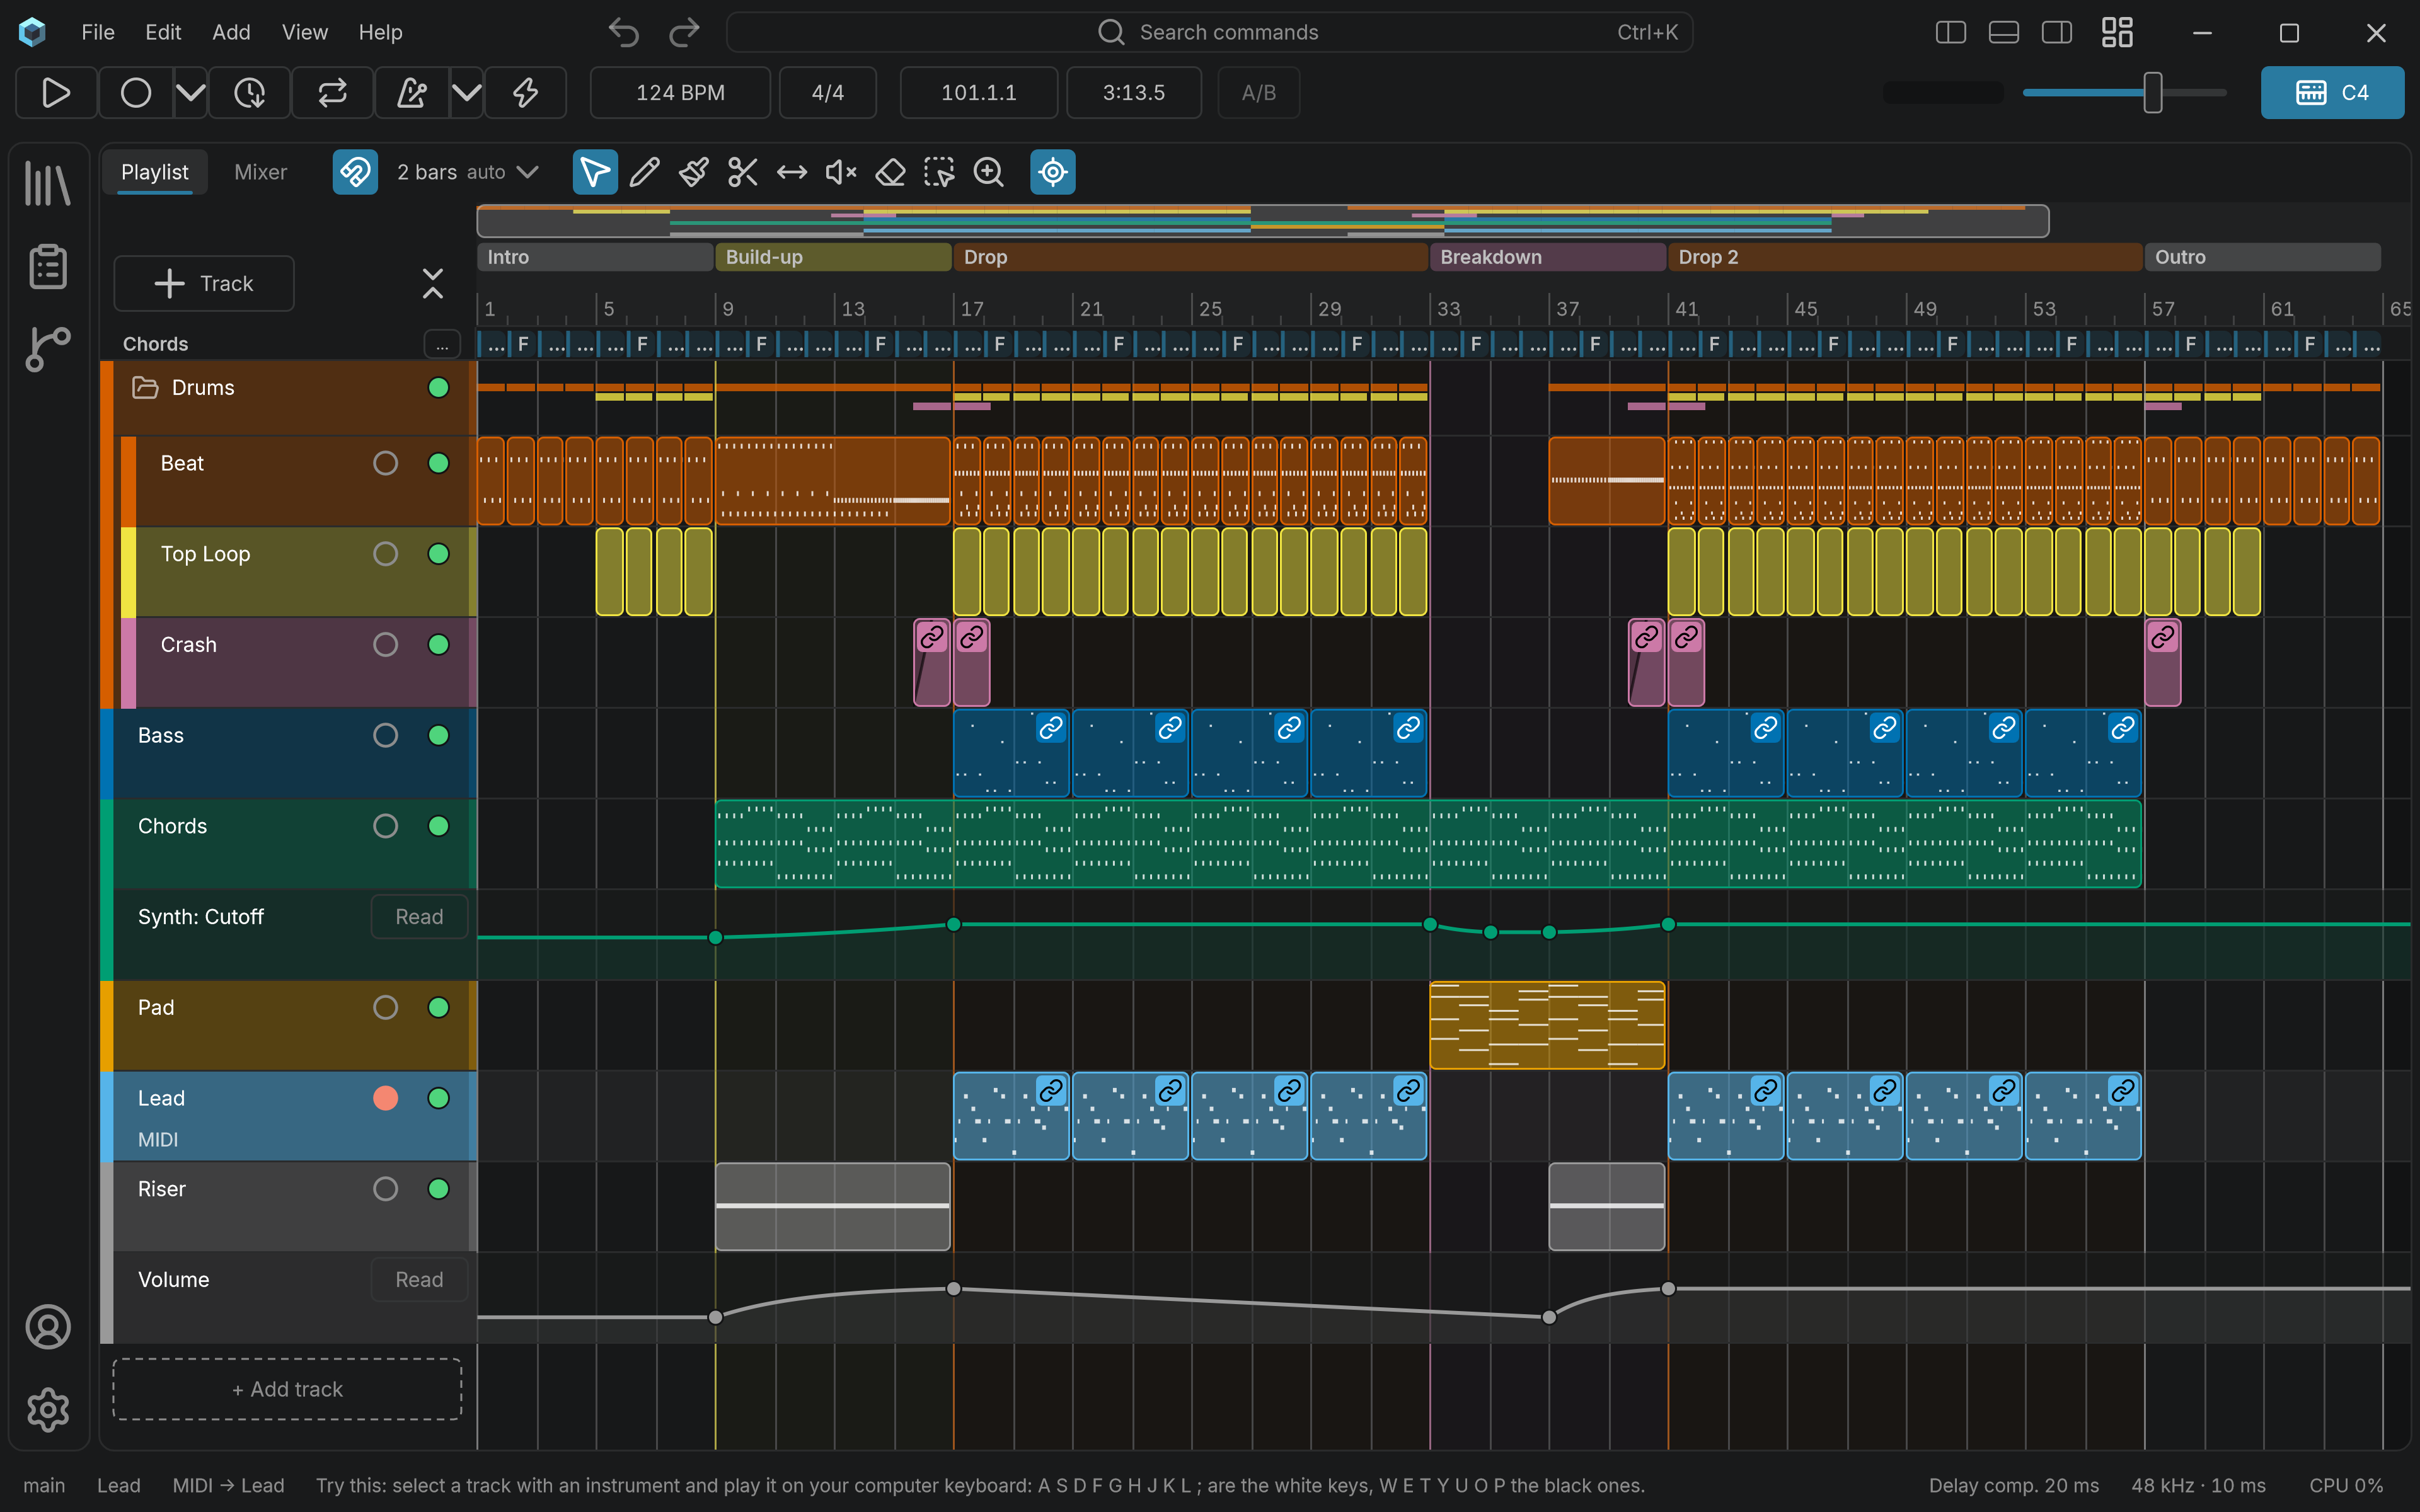 File Edit Add View Help Search commands Ctrl+K
124 BPM 4/4 101.1.1 3:13.5 A/B C4
Playlist Mixer 2 bars auto
Intro Build-up Drop Breakdown Drop 2 Outro
Track
1 5 9 13 17 21 25 29 33 37 41 45 49 53 57 61 65
Chords ... ... F ... ... ... F ... ... ... F ... ... ... F ... ... ... F ... ... ... F ... ... ... F ... ... ... F ... ... ... F ... ... ... F ... ... ... F ... ... ... F ... ... ... F ... ... ... F ... ... ... F ... ... ... F ... ...
Drums
Beat
Top Loop
Crash
Bass
Chords
Synth: Cutoff Read
Pad
Lead
MIDI
Riser
Volume Read
+ Add track
main Lead MIDI → Lead Try this: select a track with an instrument and play it on your computer keyboard: A S D F G H J K L ; are the white keys, W E T Y U O P the black ones. Delay comp. 20 ms 48 kHz · 10 ms CPU 0%